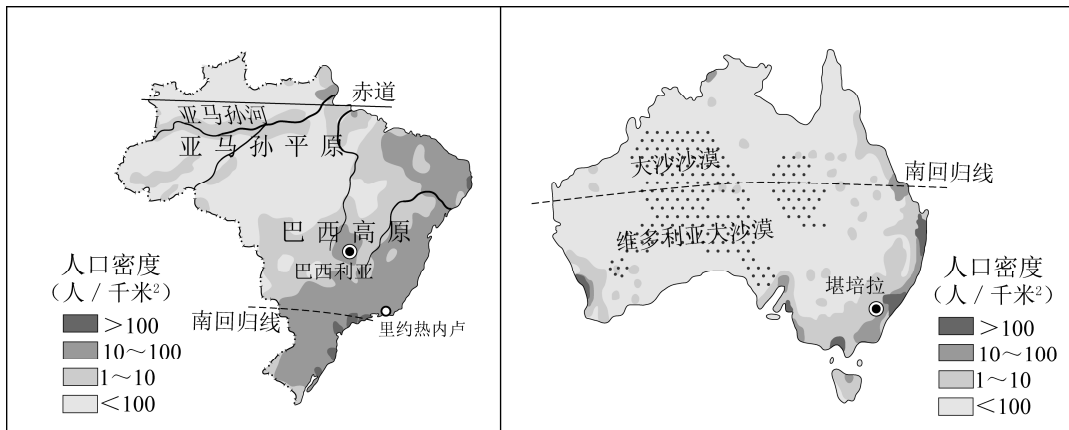 赤道
亚马孙河
亚马孙平原
巴西高原
巴西利亚
南回归线
里约热内卢
人口密度
（人／千米²）
＞100
10～100
1～10
＜100
大沙沙漠
南回归线
维多利亚大沙漠
堪培拉
人口密度
（人／千米²）
＞100
10～100
1～10
＜100